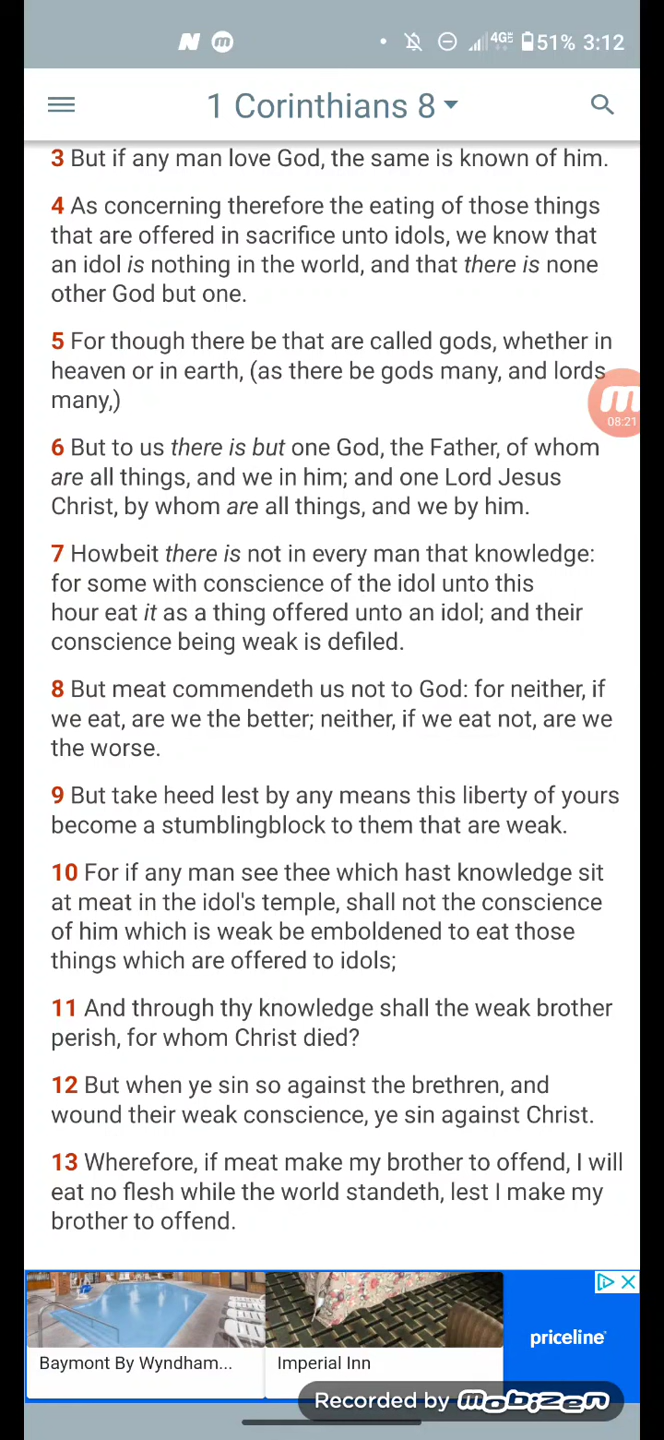 51% 3:12
1 Corinthians 8
3 But if any man love God, the same is known of him.
4 As concerning therefore the eating of those things
that are offered in sacrifice unto idols, we know that
an idol is nothing in the world, and that there is none
other God but one.
5 For though there be that are called gods, whether in
heaven or in earth, (as there be gods many, and lords
many,)
08:21
6 But to us there is but one God, the Father, of whom
are all things, and we in him; and one Lord Jesus
Christ, by whom are all things, and we by him.
7 Howbeit there is not in every man that knowledge:
for some with conscience of the idol unto this
hour eat it as a thing offered unto an idol; and their
conscience being weak is defiled.
8 But meat commendeth us not to God: for neither, if
we eat, are we the better; neither, if we eat not, are we
the worse.
9 But take heed lest by any means this liberty of yours
become a stumblingblock to them that are weak.
10 For if any man see thee which hast knowledge sit
at meat in the idol's temple, shall not the conscience
of him which is weak be emboldened to eat those
things which are offered to idols;
11 And through thy knowledge shall the weak brother
perish, for whom Christ died?
12 But when ye sin so against the brethren, and
wound their weak conscience, ye sin against Christ.
13 Wherefore, if meat make my brother to offend, I will
eat no flesh while the world standeth, lest I make my
brother to offend.
priceline
Baymont By Wyndham... Imperial Inn
Recorded by mobizen